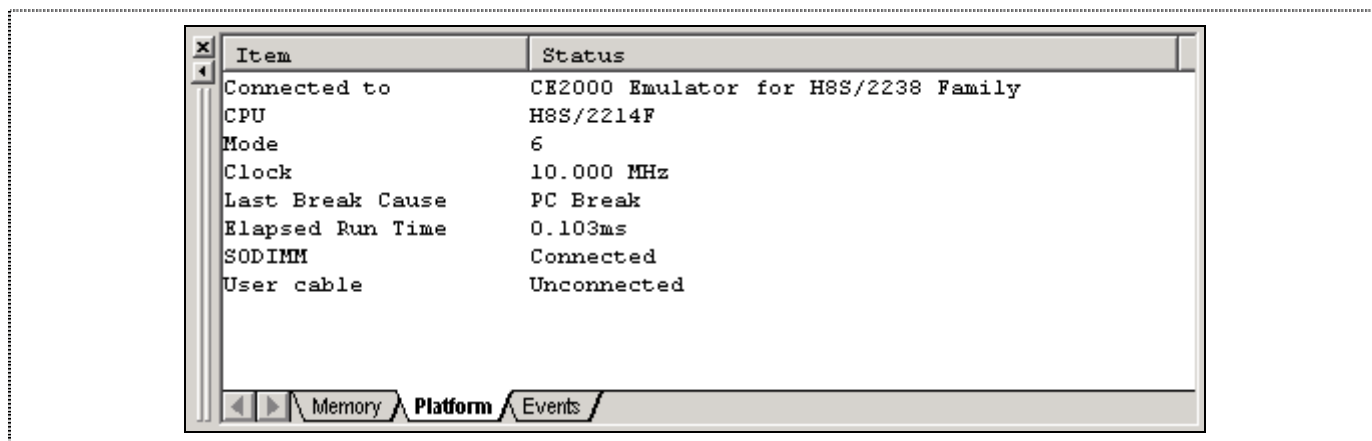 Item Status
Connected to CE2000 Emulator for H8S/2238 Family
CPU H8S/2214F
Mode 6
Clock 10.000 MHz
Last Break Cause PC Break
Elapsed Run Time 0.103ms
SODIMM Connected
User cable Unconnected
Memory Platform Events